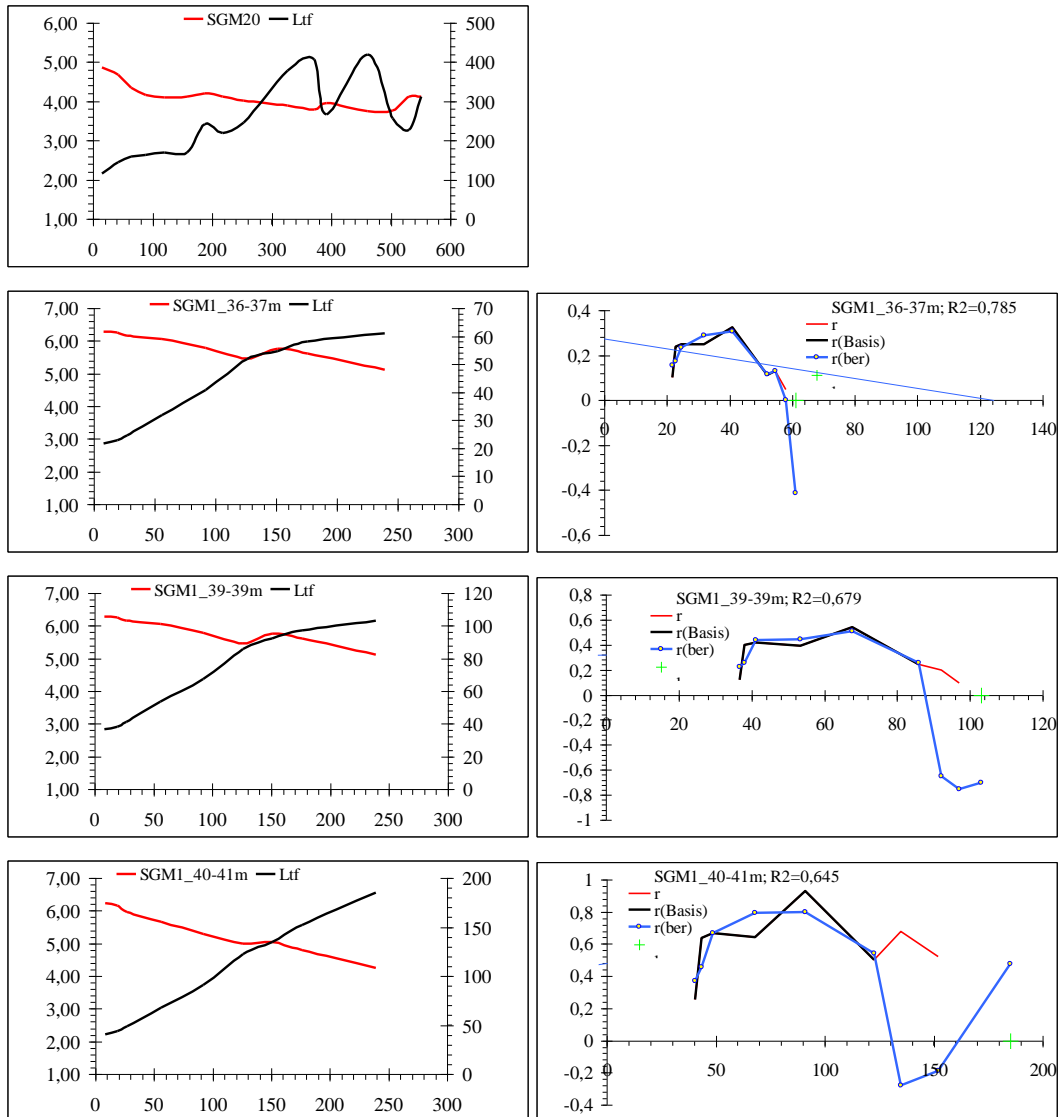 SGM20 Ltf
6,00 500
5,00 400
4,00 300
3,00 200
2,00 100
1,00 0
0 100 200 300 400 500 600
SGM1_36-37m Ltf
7,00 70
6,00 60
5,00 50
4,00 40
3,00 30
20
2,00 10
1,00 0
0 50 100 150 200 250 300
SGM1_36-37m; R2=0,785
r
r(Basis)
r(ber)
0,4
0,2
0
-0,2
-0,4
-0,6
0 20 40 60 80 100 120 140
SGM1_39-39m Ltf
7,00 120
6,00 100
5,00 80
4,00 60
3,00 40
2,00 20
1,00 0
0 50 100 150 200 250 300
SGM1_39-39m; R2=0,679
r
r(Basis)
r(ber)
0,8
0,6
0,4
0,2
0
-0,2
-0,4
-0,6
-0,8
-1
0 20 40 60 80 100 120
SGM1_40-41m Ltf
7,00 200
6,00 150
5,00
4,00 100
3,00
2,00 50
1,00 0
0 50 100 150 200 250 300
SGM1_40-41m; R2=0,645
r
r(Basis)
r(ber)
1
0,8
0,6
0,4
0,2
0
-0,2
-0,4
0 50 100 150 200